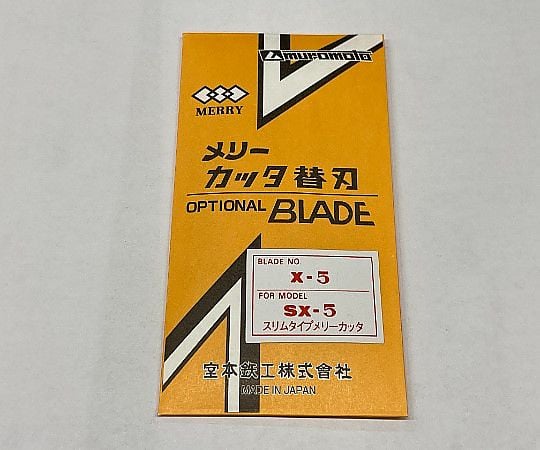 muromoto
MERRY
メリー
カッタ替刃
OPTIONAL BLADE
BLADE NO.
X-5
FOR MODEL
SX-5
スリムタイプメリーカッタ
室本鉄工株式會社
MADE IN JAPAN